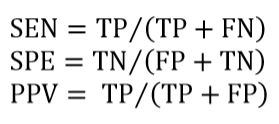 SEN = TP/(TP + FN)
SPE = TN/(FP + TN)
PPV = TP/(TP + FP)